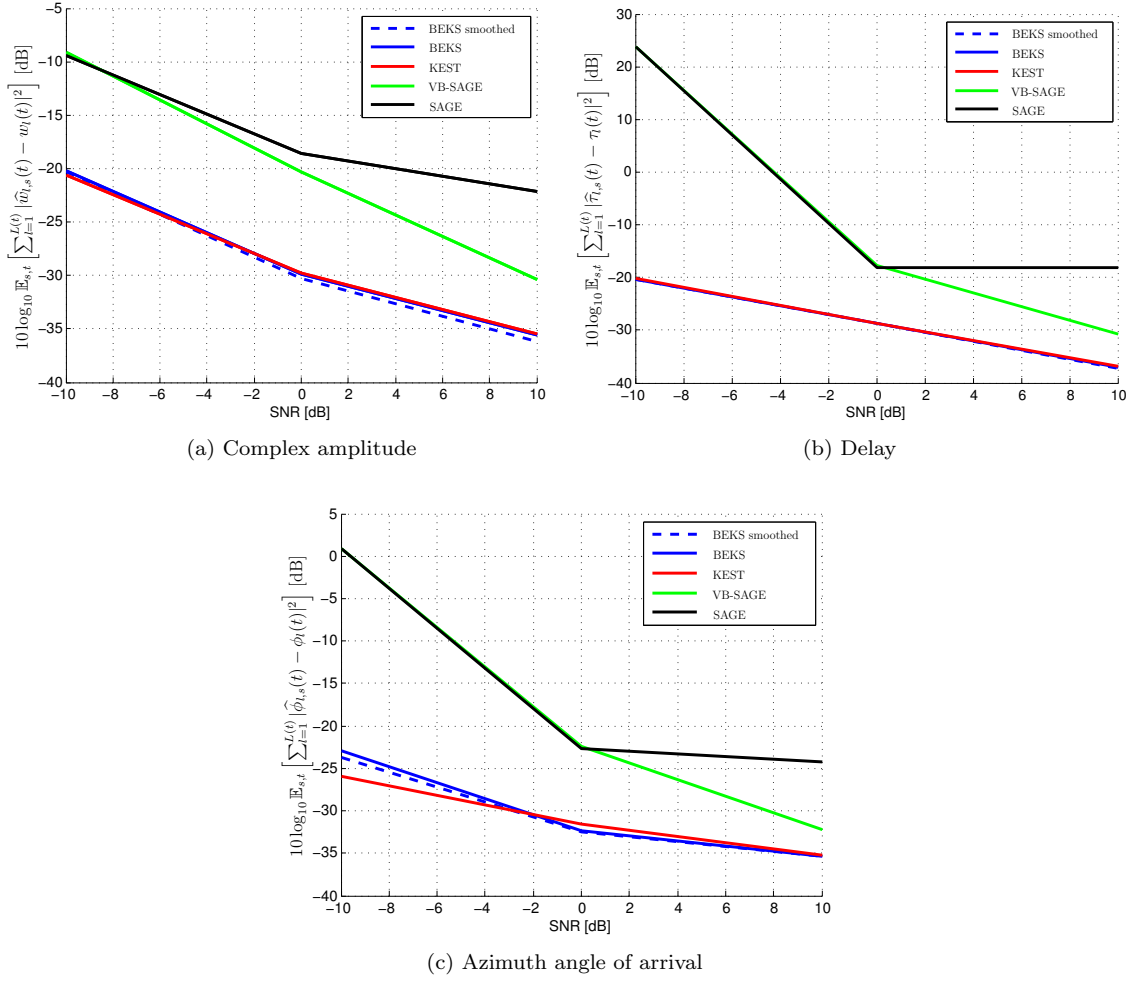 10 log₁₀ 𝔼ₛ,ₜ [∑ₗ₌₁ᴸ⁽ᵗ⁾ |ŵₗ,ₛ(t) − wₗ(t)|²] [dB]
−5
−10
−15
−20
−25
−30
−35
−40
−10 −8 −6 −4 −2 0 2 4 6 8 10
SNR [dB]
BEKS smoothed
BEKS
KEST
VB-SAGE
SAGE
(a) Complex amplitude
10 log₁₀ 𝔼ₛ,ₜ [∑ₗ₌₁ᴸ⁽ᵗ⁾ |τ̂ₗ,ₛ(t) − τₗ(t)|²] [dB]
30
20
10
0
−10
−20
−30
−40
−10 −8 −6 −4 −2 0 2 4 6 8 10
SNR [dB]
BEKS smoothed
BEKS
KEST
VB-SAGE
SAGE
(b) Delay
10 log₁₀ 𝔼ₛ,ₜ [∑ₗ₌₁ᴸ⁽ᵗ⁾ |ϕ̂ₗ,ₛ(t) − ϕₗ(t)|²] [dB]
5
0
−5
−10
−15
−20
−25
−30
−35
−40
−10 −8 −6 −4 −2 0 2 4 6 8 10
SNR [dB]
BEKS smoothed
BEKS
KEST
VB-SAGE
SAGE
(c) Azimuth angle of arrival